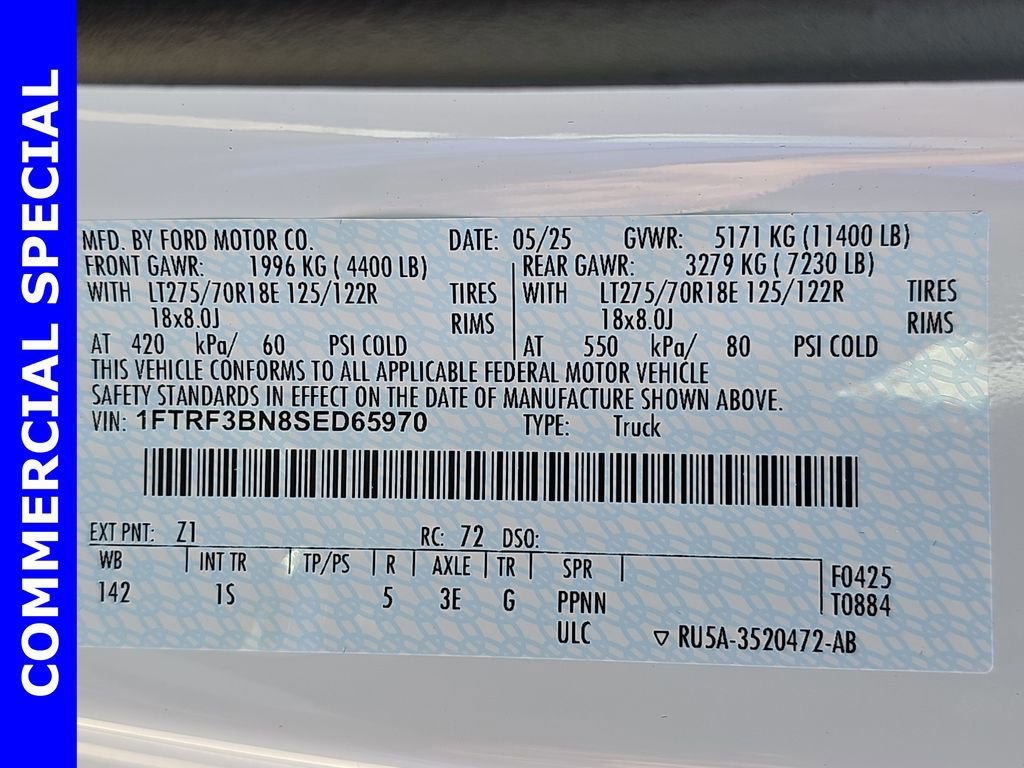 COMMERCIAL SPECIAL
MFD. BY FORD MOTOR CO. DATE: 05/25 GVWR: 5171 KG (11400 LB)
FRONT GAWR: 1996 KG ( 4400 LB) REAR GAWR: 3279 KG ( 7230 LB)
WITH LT275/70R18E 125/122R TIRES WITH LT275/70R18E 125/122R TIRES
18x8.0J RIMS 18x8.0J RIMS
AT 420 kPa/ 60 PSI COLD AT 550 kPa/ 80 PSI COLD
THIS VEHICLE CONFORMS TO ALL APPLICABLE FEDERAL MOTOR VEHICLE
SAFETY STANDARDS IN EFFECT ON THE DATE OF MANUFACTURE SHOWN ABOVE.
VIN: 1FTRF3BN8SED65970 TYPE: Truck
EXT PNT: Z1 RC: 72 DSO:
WB INT TR TP/PS R AXLE TR SPR F0425
142 1S 5 3E G PPNN T0884
ULC ▽ RU5A-3520472-AB